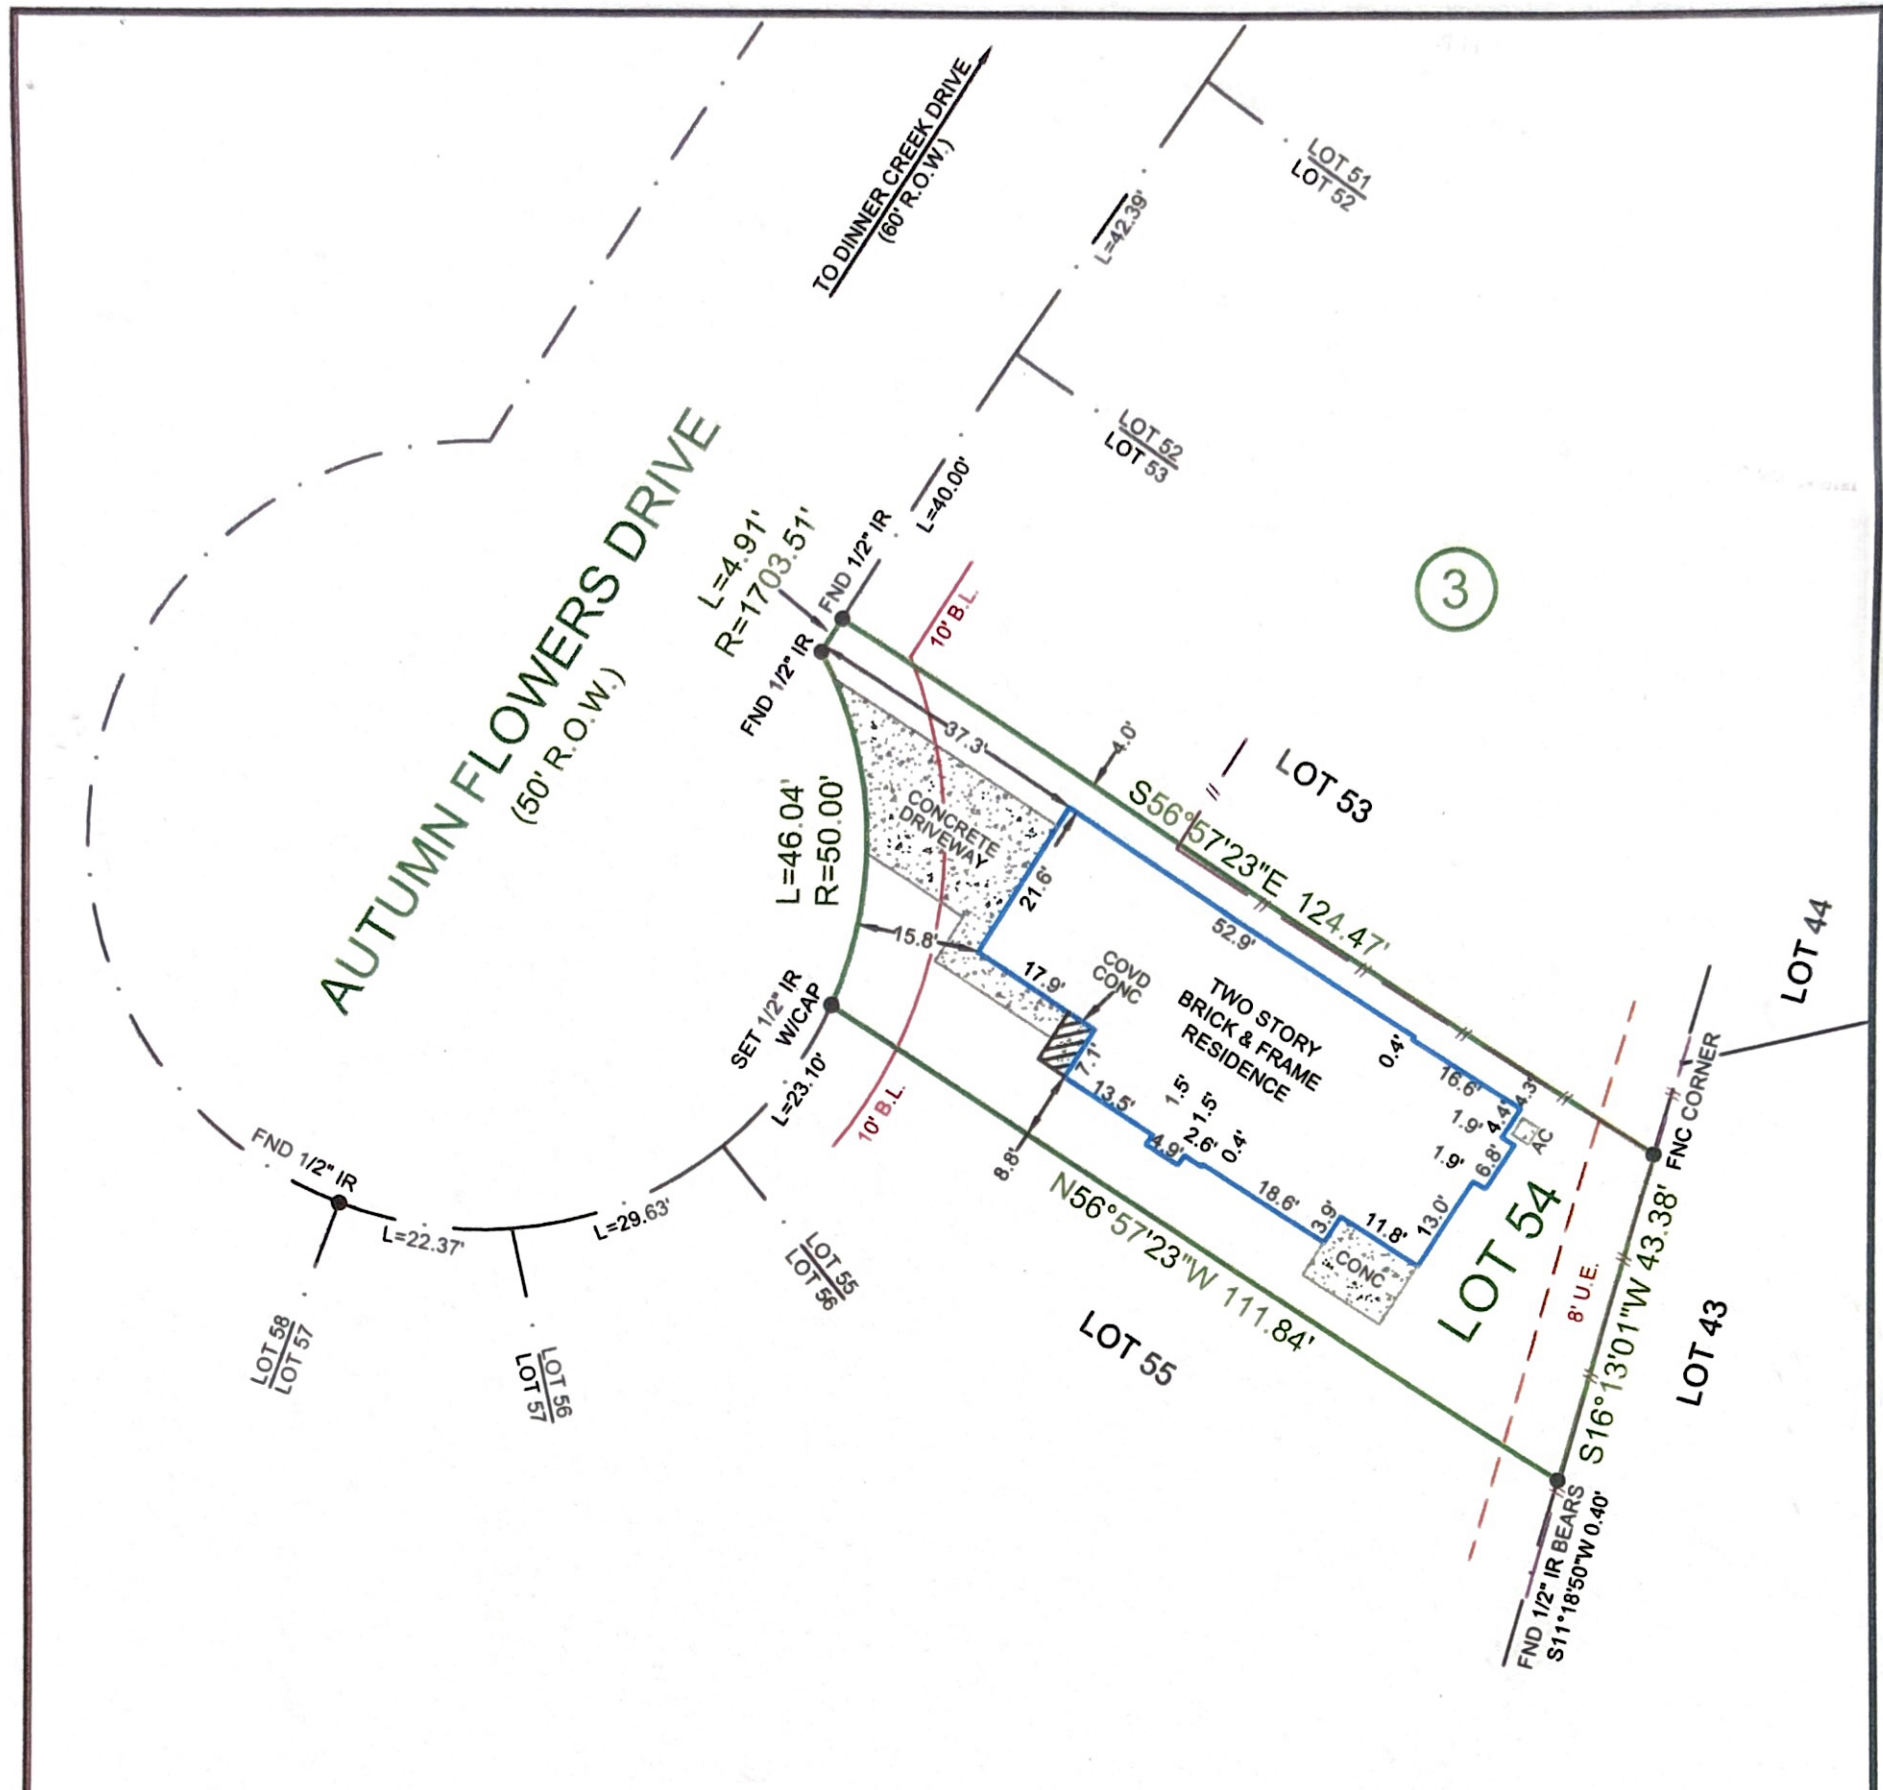 TO DINNER CREEK DRIVE
(60' R.O.W.)
LOT 51
LOT 52
L=42.39'
LOT 52
LOT 53
L=40.00'
AUTUMN FLOWERS DRIVE
(50' R.O.W.)
L=4.91'
R=1703.51'
FND 1/2" IR
FND 1/2" IR
10' B.L.
3
37.3'
4.0'
LOT 53
S56°57'23"E 124.47'
CONCRETE
DRIVEWAY
L=46.04'
R=50.00'
21.6'
15.8'
52.9'
17.9'
COVD
CONC
TWO STORY
BRICK & FRAME
RESIDENCE
LOT 44
SET 1/2" IR
W/CAP
7.1'
13.5'
1.5'
1.5'
4.9'
2.6'
0.4'
0.4'
16.6'
4.3'
1.9'
4.4'
AC
1.9'
6.8'
FNC CORNER
L=23.10'
10' B.L.
8.8'
18.6'
3.9'
11.8'
13.0'
CONC
LOT 54
8' U.E.
S16°13'01"W 43.38'
LOT 43
N56°57'23"W 111.84'
FND 1/2" IR
L=22.37'
L=29.63'
LOT 55
LOT 56
LOT 55
LOT 58
LOT 57
LOT 56
LOT 57
FND 1/2" IR BEARS
S11°18'50"W 0.40'